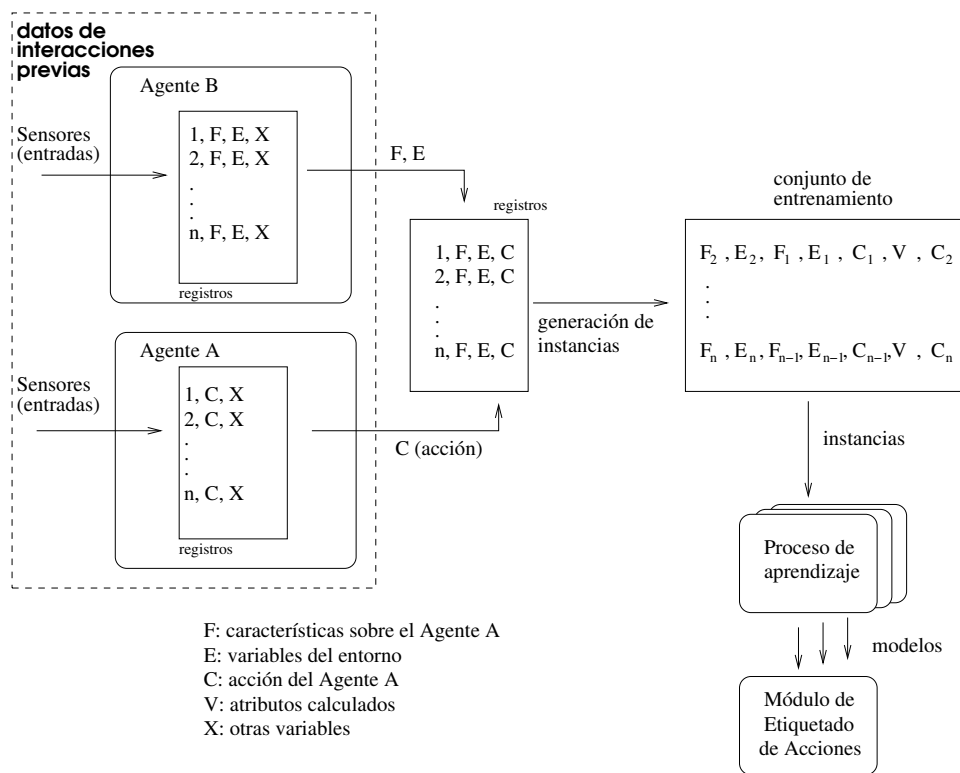 datos de
interacciones
previas
Agente B
Sensores
(entradas)
1, F, E, X
2, F, E, X
.
.
.
n, F, E, X
registros
F, E
Agente A
Sensores
(entradas)
1, C, X
2, C, X
.
.
.
n, C, X
registros
C (acción)
registros
1, F, E, C
2, F, E, C
.
.
.
n, F, E, C
generación de
instancias
conjunto de
entrenamiento
F₂ , E₂, F₁ , E₁ , C₁ , V , C₂
.
.
.
Fₙ , Eₙ, Fₙ₋₁, Eₙ₋₁, Cₙ₋₁, V , Cₙ
instancias
Proceso de
aprendizaje
modelos
Módulo de
Etiquetado
de Acciones
F: características sobre el Agente A
E: variables del entorno
C: acción del Agente A
V: atributos calculados
X: otras variables